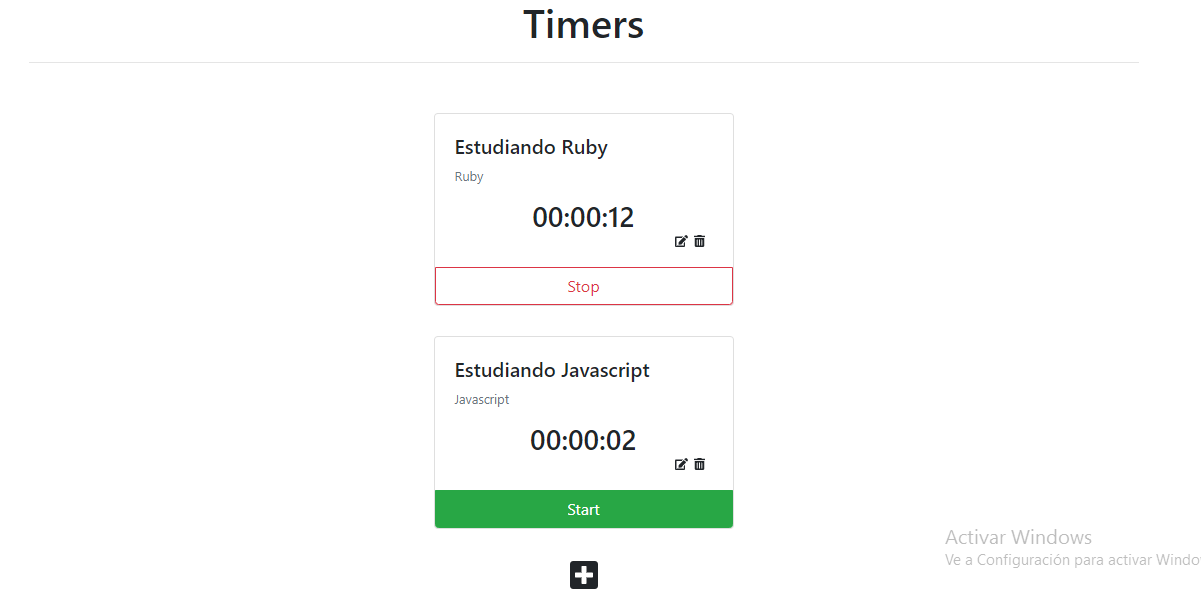 Timers
Estudiando Ruby
Ruby
00:00:12
Stop
Estudiando Javascript
Javascript
00:00:02
Start
Activar Windows
Ve a Configuración para activar Windo